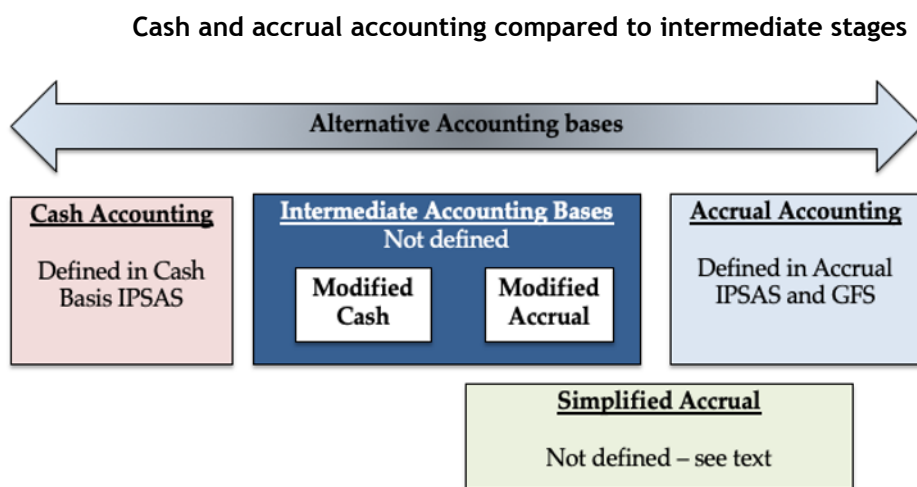 Cash and accrual accounting compared to intermediate stages
Alternative Accounting bases
Cash Accounting
Defined in Cash
Basis IPSAS
Intermediate Accounting Bases
Not defined
Modified
Cash
Modified
Accrual
Accrual Accounting
Defined in Accrual
IPSAS and GFS
Simplified Accrual
Not defined – see text